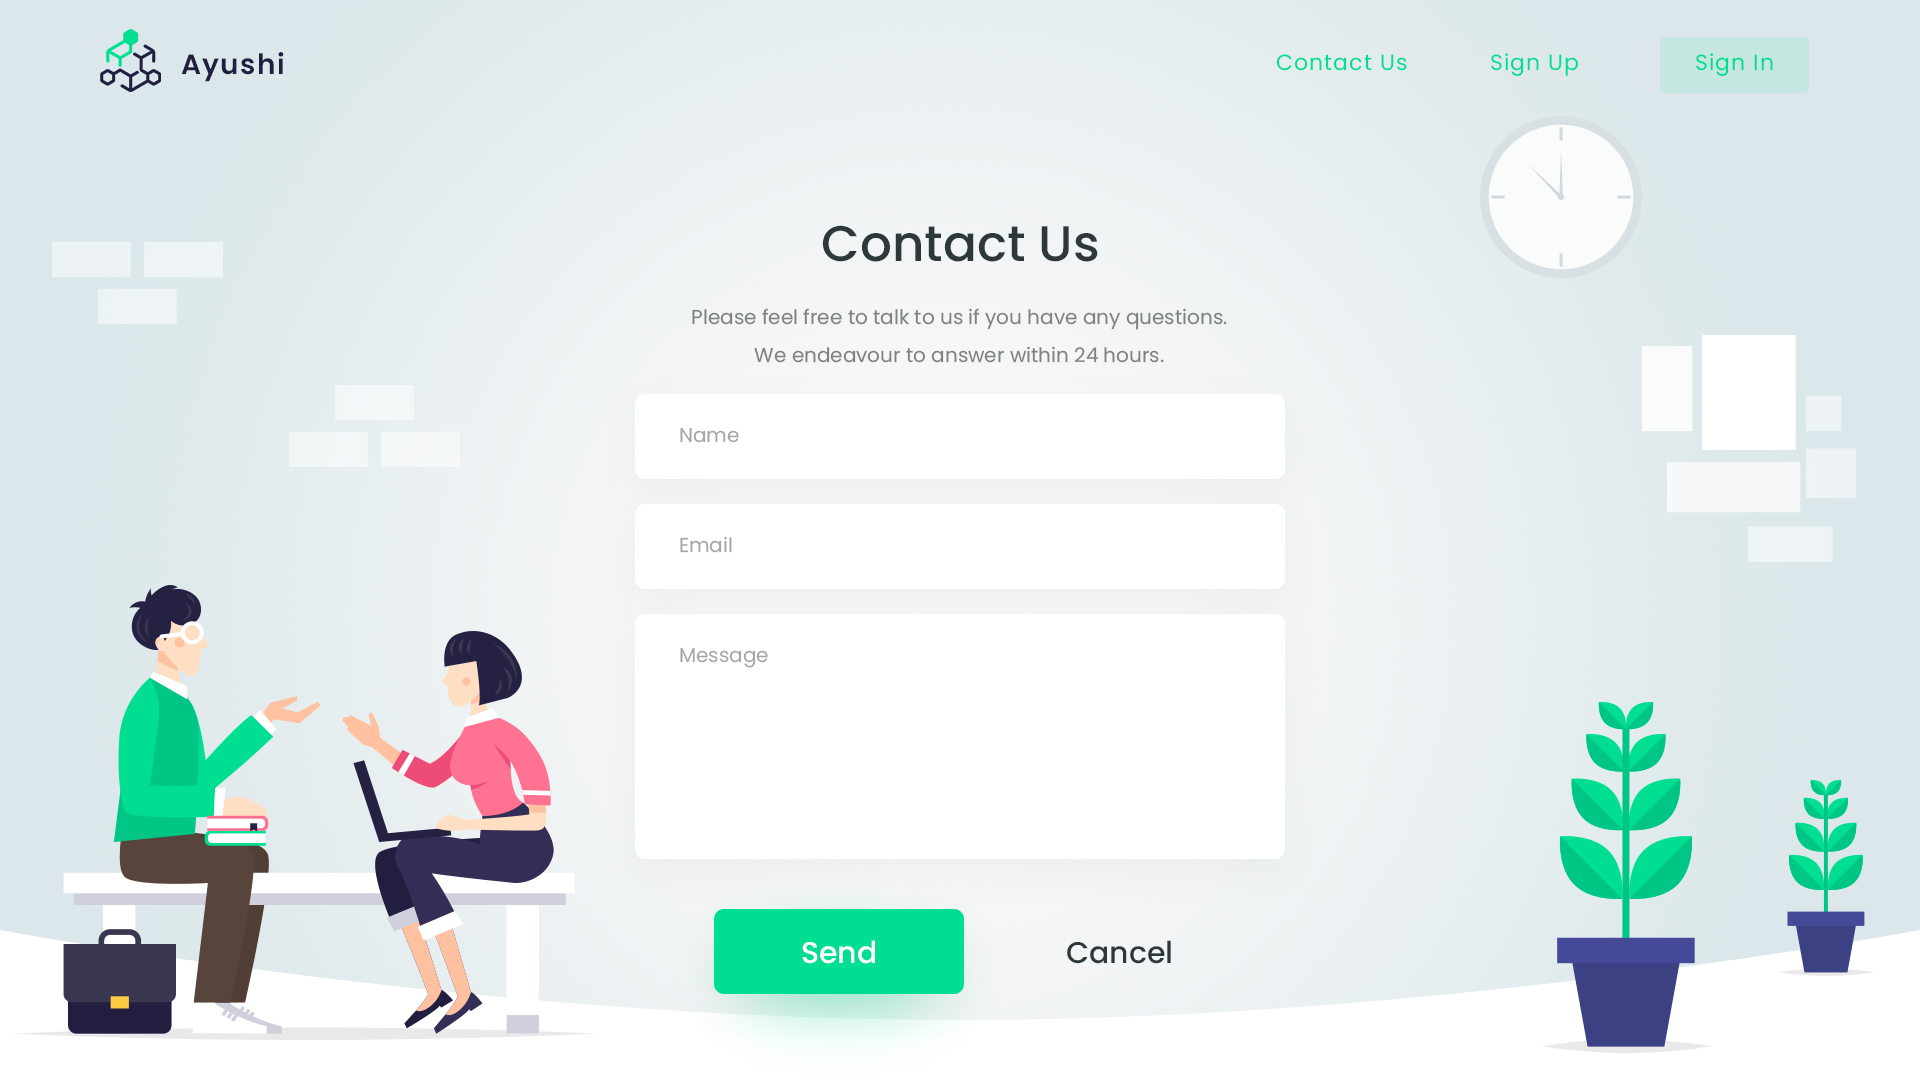 Ayushi
Contact Us
Sign Up
Sign In
Contact Us
Please feel free to talk to us if you have any questions.
We endeavour to answer within 24 hours.
Name
Email
Message
Send
Cancel